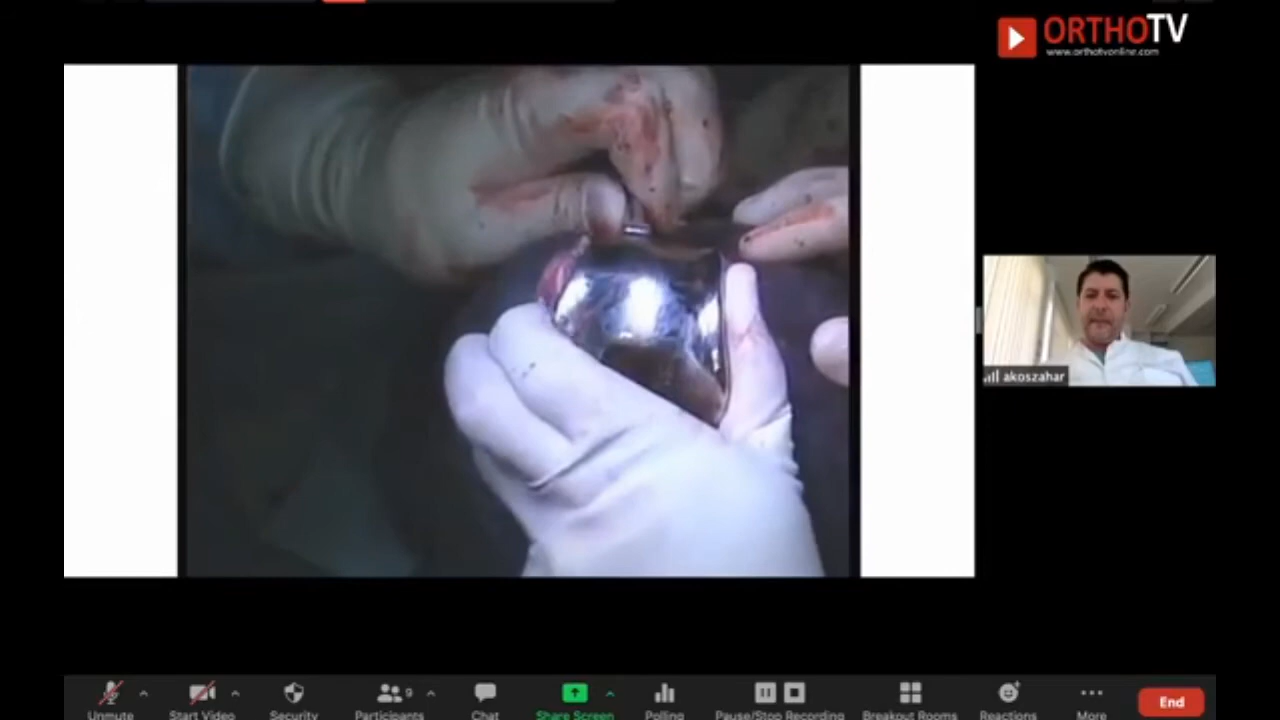 ORTHOTV
www.orthotvonline.com
akoszahar
Unmute
Start Video
Security
Participants
9
Chat
Share Screen
Polling
Pause/Stop Recording
Breakout Rooms
Reactions
More
End